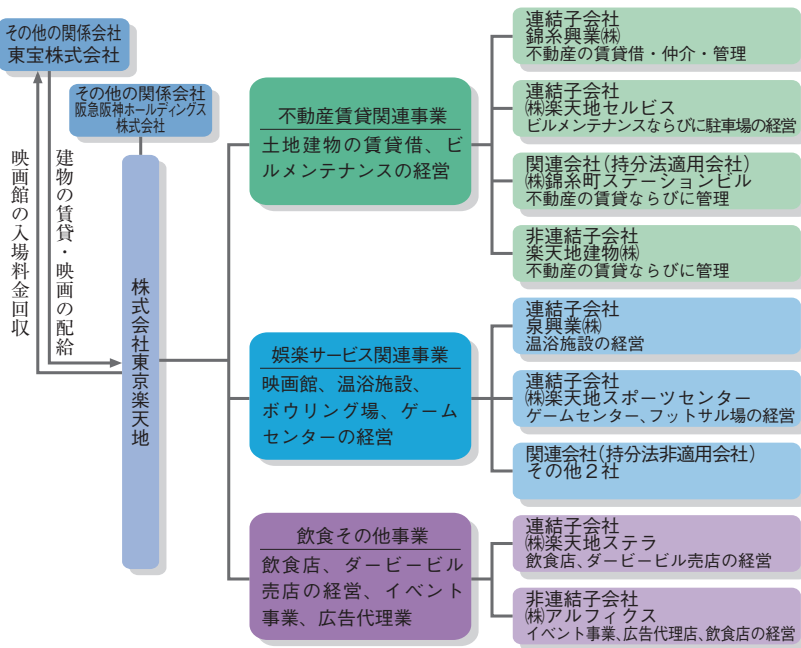 その他の関係会社
東宝株式会社
その他の関係会社
阪急阪神ホールディングス
株式会社
映画館の入場料金回収
建物の賃貸・映画の配給
株式会社東京楽天地
不動産賃貸関連事業
土地建物の賃貸借、ビ
ルメンテナンスの経営
連結子会社
錦糸興業㈱
不動産の賃貸借・仲介・管理
連結子会社
㈱楽天地セルビス
ビルメンテナンスならびに駐車場の経営
関連会社(持分法適用会社)
㈱錦糸町ステーションビル
不動産の賃貸ならびに管理
非連結子会社
楽天地建物㈱
不動産の賃貸ならびに管理
娯楽サービス関連事業
映画館、温浴施設、
ボウリング場、ゲーム
センターの経営
連結子会社
泉興業㈱
温浴施設の経営
連結子会社
㈱楽天地スポーツセンター
ゲームセンター、フットサル場の経営
関連会社(持分法非適用会社)
その他２社
飲食その他事業
飲食店、ダービービル
売店の経営、イベント
事業、広告代理業
連結子会社
㈱楽天地ステラ
飲食店、ダービービル売店の経営
非連結子会社
㈱アルフィクス
イベント事業、広告代理店、飲食店の経営